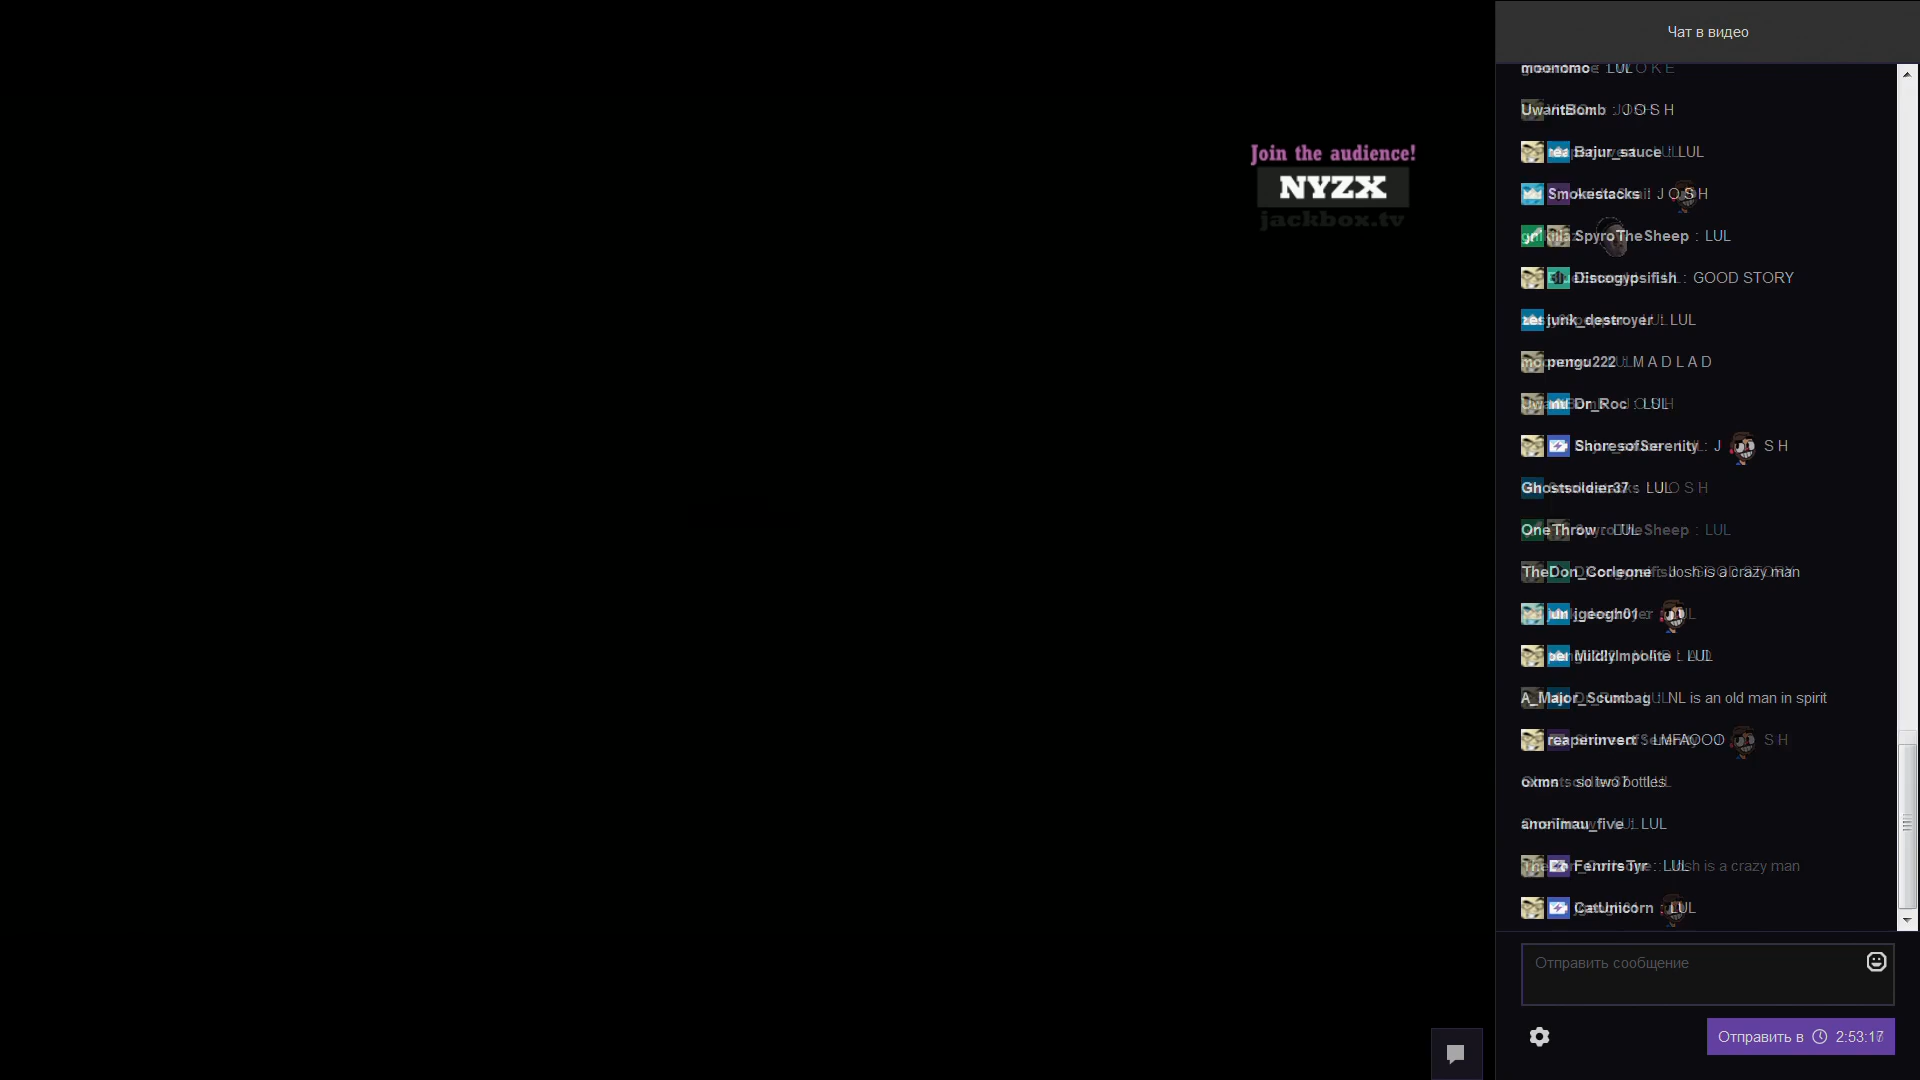 Чат в видео
Join the audience!
NYZX
jackbox.tv
: LUL
UwantBomb : J O S H
Bajur_sauce : LUL
Smokestacks : J O S H
SpyroTheSheep : LUL
Discogypsifish : GOOD STORY
junk_destroyer : LUL
pengu222 : M A D L A D
Dr_Roc : LUL
ShoresofSerenity : J S H
Ghostsoldier37 : LUL
OneThrow : LUL
TheDon_Corleone : Josh is a crazy man
jgeogh01 :
MildlyImpolite : LUL
A_Major_Scumbag : NL is an old man in spirit
reaperinvert : LMFAOOO
oxmn : so two bottles
: LUL
FenrirsTyr : LUL
CatUnicorn : LUL
Отправить сообщение
Отправить в 2:53:1